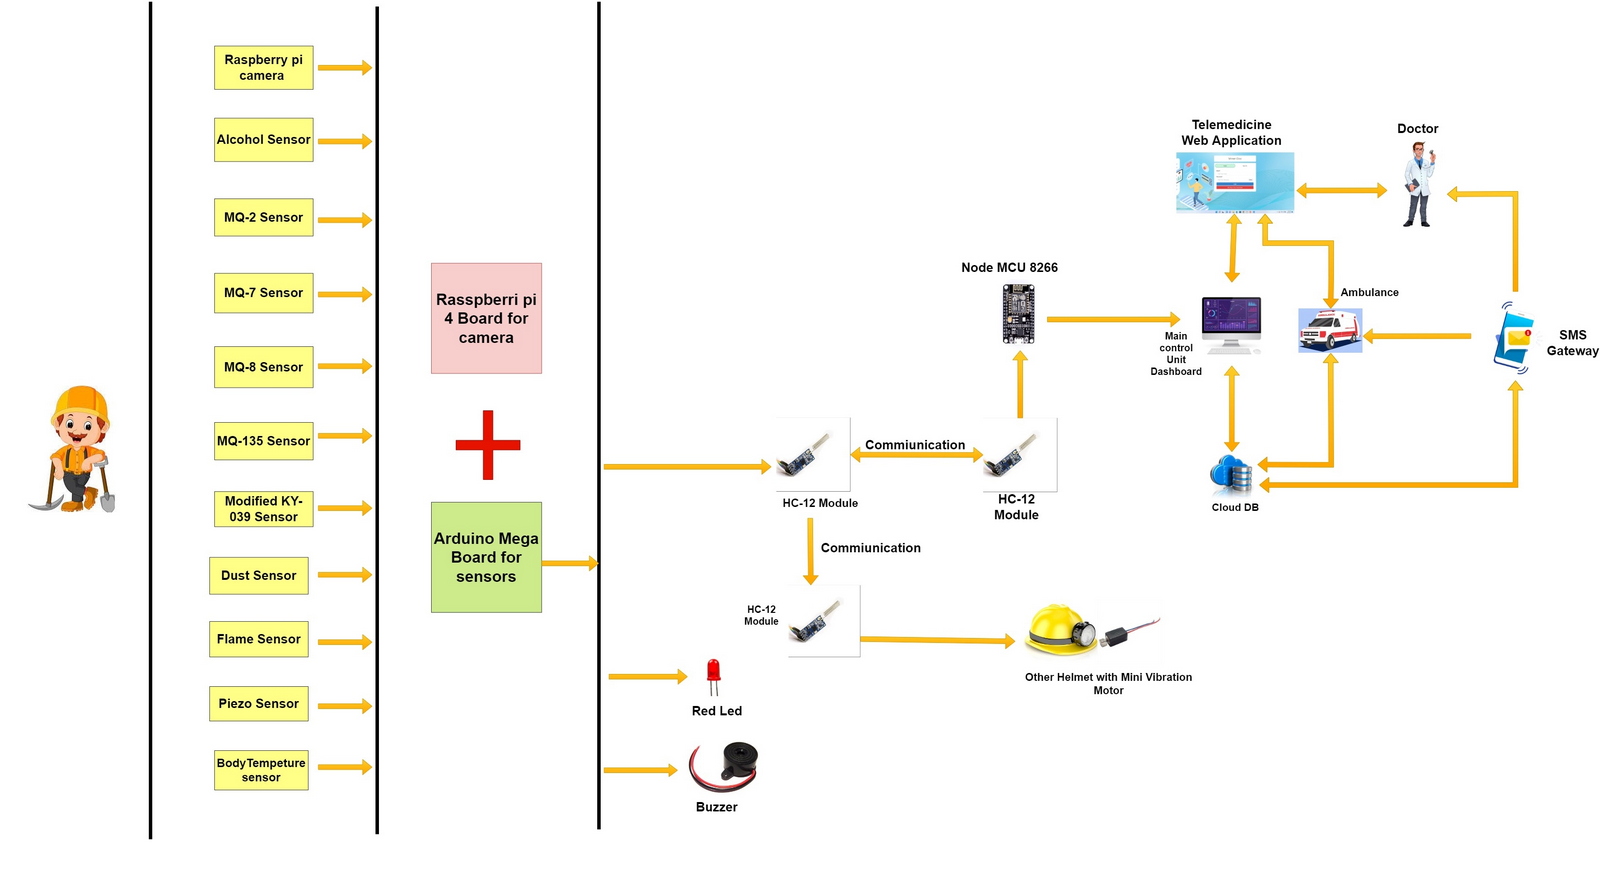 Raspberry pi
camera
Alcohol Sensor
MQ-2 Sensor
MQ-7 Sensor
MQ-8 Sensor
MQ-135 Sensor
Modified KY-
039 Sensor
Dust Sensor
Flame Sensor
Piezo Sensor
BodyTempeture
sensor
Rasspberri pi
4 Board for
camera
Arduino Mega
Board for
sensors
HC-12 Module
Commiunication
HC-12
Module
Commiunication
HC-12
Module
Other Helmet with Mini Vibration
Motor
Red Led
Buzzer
Node MCU 8266
Telemedicine
Web Application
Doctor
Main
control
Unit
Dashboard
Ambulance
SMS
Gateway
Cloud DB